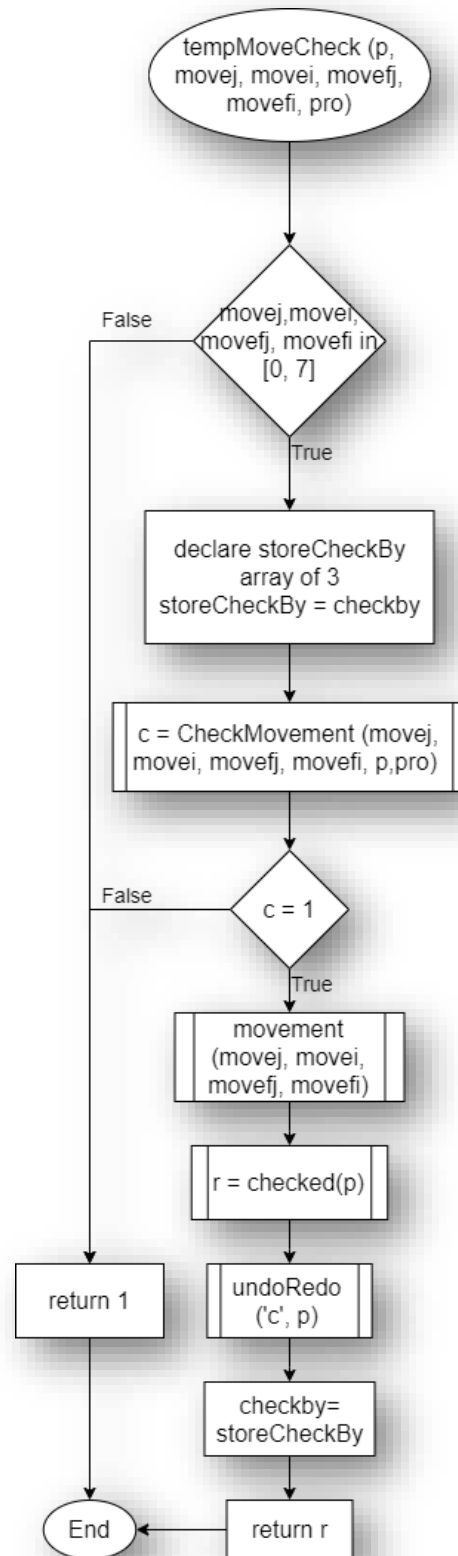 tempMoveCheck (p,
movej, movei, movefj,
movefi, pro)
movej,movei,
movefj, movefi in
[0, 7]
False
True
declare storeCheckBy
array of 3
storeCheckBy = checkby
c = CheckMovement (movej,
movei, movefj, movefi, p,pro)
c = 1
False
True
movement
(movej, movei,
movefj, movefi)
r = checked(p)
undoRedo
('c', p)
return 1
checkby=
storeCheckBy
return r
End